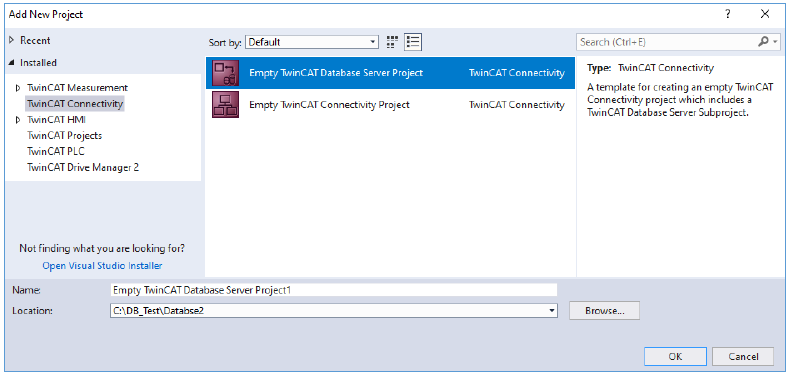 Add New Project
Recent
Sort by: Default
Search (Ctrl+E)
Installed
TwinCAT Measurement
TwinCAT Connectivity
TwinCAT HMI
TwinCAT Projects
TwinCAT PLC
TwinCAT Drive Manager 2
Empty TwinCAT Database Server Project TwinCAT Connectivity
Empty TwinCAT Connectivity Project TwinCAT Connectivity
Type: TwinCAT Connectivity
A template for creating an empty TwinCAT
Connectivity project which includes a
TwinCAT Database Server Subproject.
Not finding what you are looking for?
Open Visual Studio Installer
Name: Empty TwinCAT Database Server Project1
Location: C:\DB_Test\Databse2
Browse...
OK Cancel